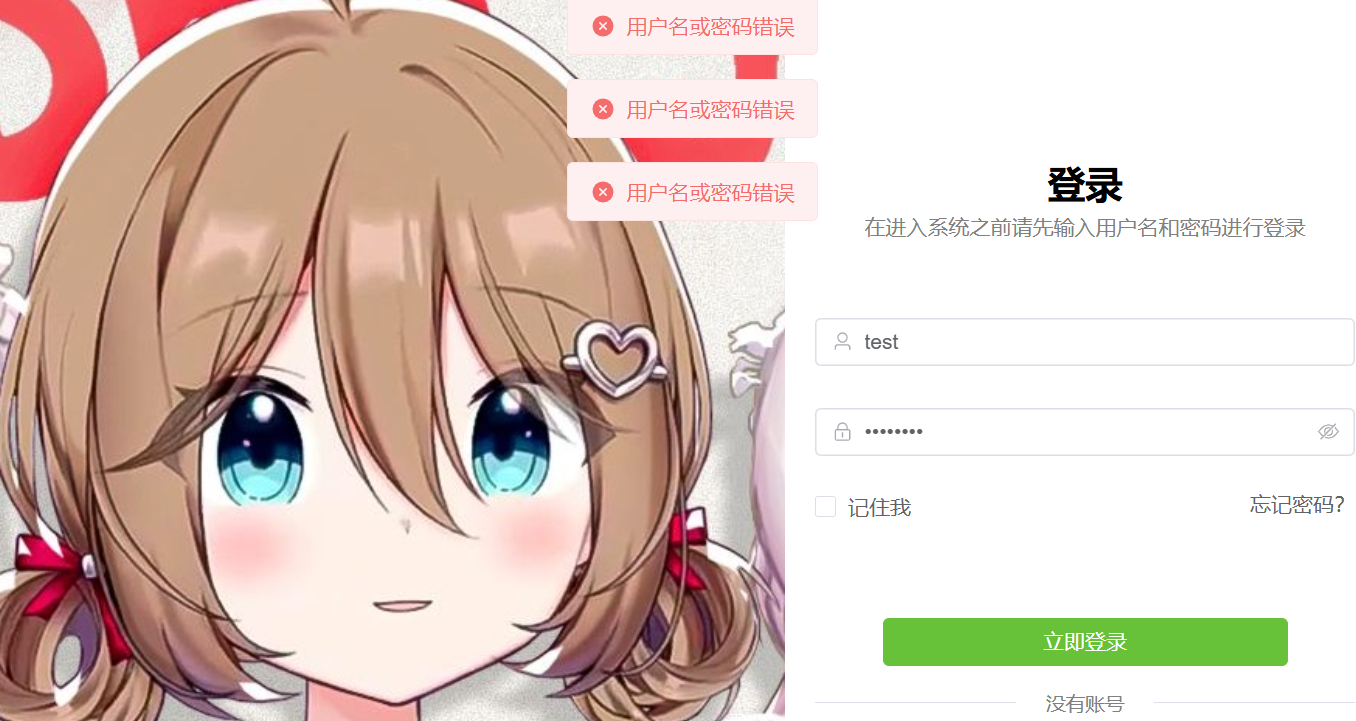 用户名或密码错误
用户名或密码错误
用户名或密码错误
登录
在进入系统之前请先输入用户名和密码进行登录
test
••••••••
记住我
忘记密码?
立即登录
没有账号